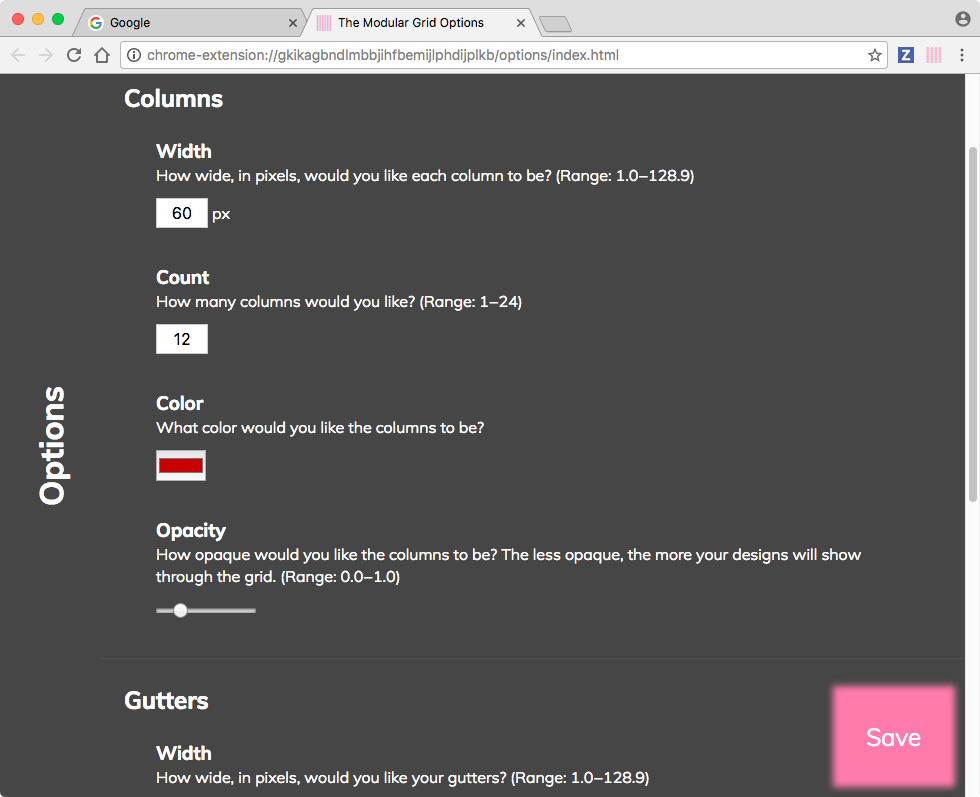 Google
The Modular Grid Options
chrome-extension://gkikagbndlmbbjihfbemijlphdijplkb/options/index.html
Z
Options
Columns
Width
How wide, in pixels, would you like each column to be? (Range: 1.0–128.9)
60 px
Count
How many columns would you like? (Range: 1–24)
12
Color
What color would you like the columns to be?
Opacity
How opaque would you like the columns to be? The less opaque, the more your designs will show
through the grid. (Range: 0.0–1.0)
Gutters
Width
How wide, in pixels, would you like your gutters? (Range: 1.0–128.9)
Save